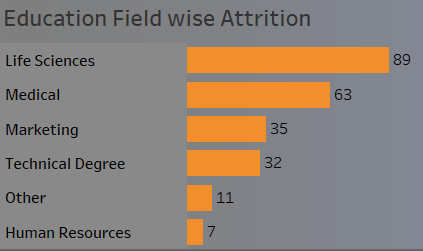 Education Field wise Attrition
Life Sciences 89
Medical 63
Marketing 35
Technical Degree 32
Other 11
Human Resources 7